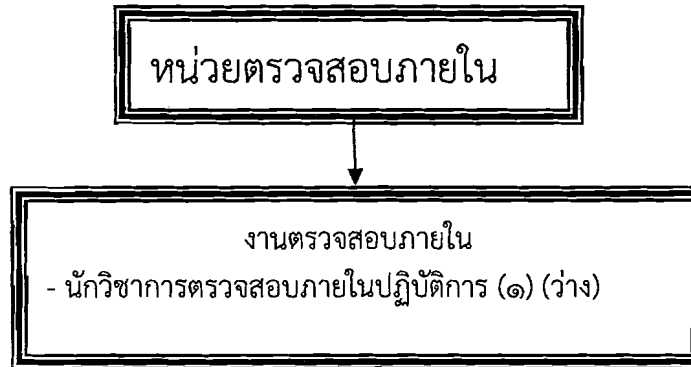 หน่วยตรวจสอบภายใน
งานตรวจสอบภายใน
- นักวิชาการตรวจสอบภายในปฏิบัติการ (๑) (ว่าง)